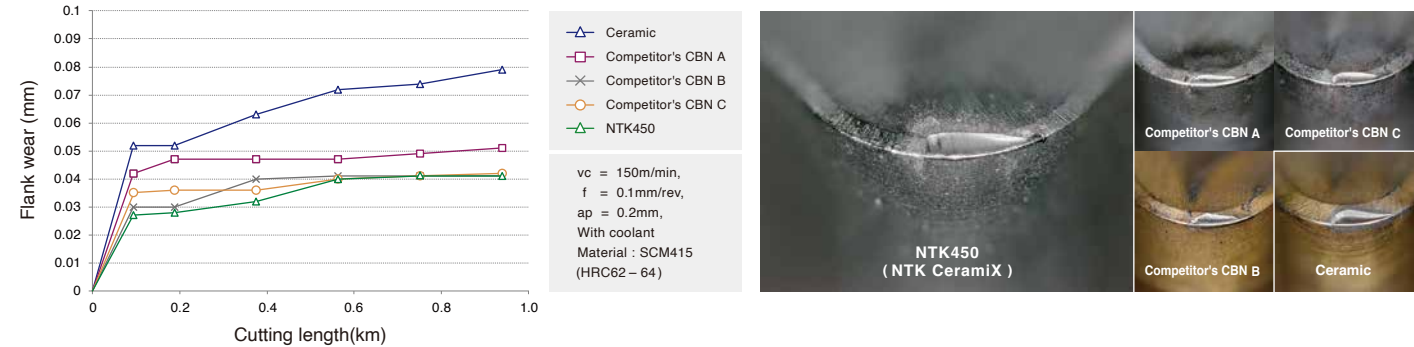 0.1
0.09
0.08
0.07
0.06
0.05
0.04
0.03
0.02
0.01
0
Flank wear (mm)
0
0.2
0.4
0.6
0.8
1.0
Cutting length(km)
Ceramic
Competitor's CBN A
Competitor's CBN B
Competitor's CBN C
NTK450
vc = 150m/min,
f = 0.1mm/rev,
ap = 0.2mm,
With coolant
Material : SCM415
(HRC62 – 64)
NTK450
( NTK CeramiX )
Competitor's CBN A
Competitor's CBN C
Competitor's CBN B
Ceramic